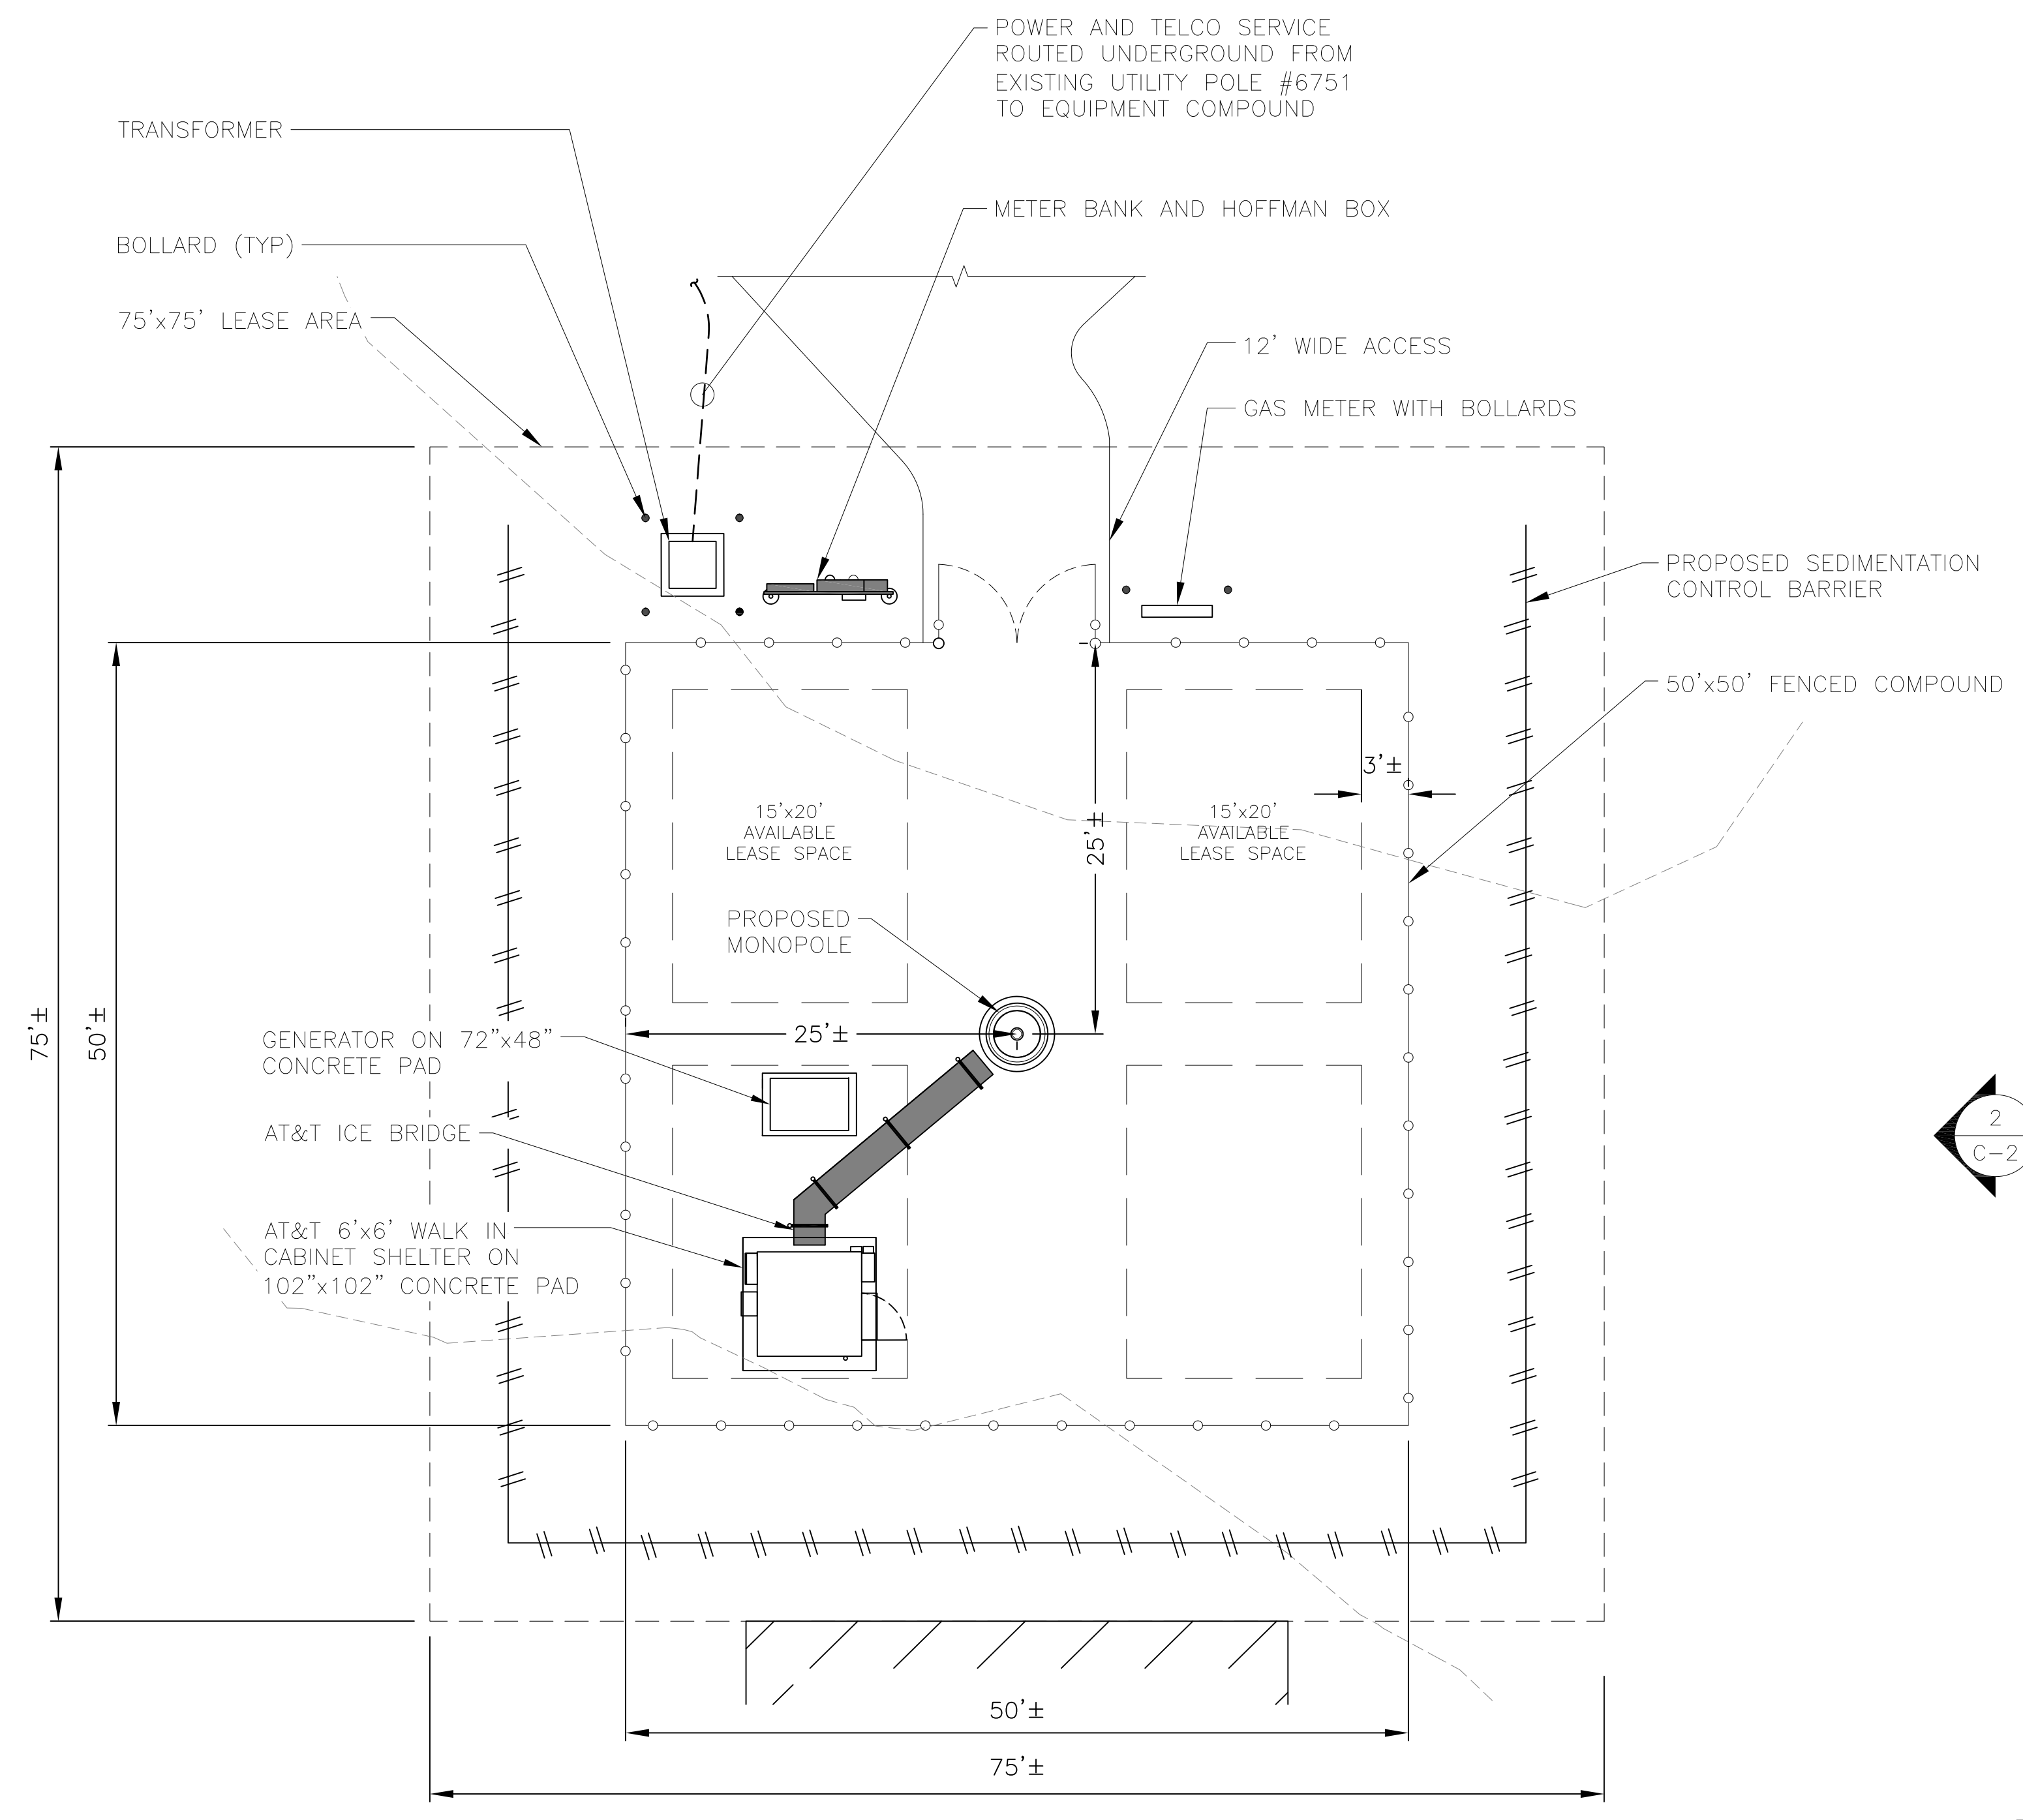 POWER AND TELCO SERVICE
ROUTED UNDERGROUND FROM
EXISTING UTILITY POLE #6751
TO EQUIPMENT COMPOUND
TRANSFORMER
METER BANK AND HOFFMAN BOX
BOLLARD (TYP)
75'x75' LEASE AREA
12' WIDE ACCESS
GAS METER WITH BOLLARDS
PROPOSED SEDIMENTATION
CONTROL BARRIER
50'x50' FENCED COMPOUND
3'±
15'x20'
AVAILABLE
LEASE SPACE
25'±
15'x20'
AVAILABLE
LEASE SPACE
PROPOSED
MONOPOLE
75'±
50'±
25'±
GENERATOR ON 72"x48"
CONCRETE PAD
AT&T ICE BRIDGE
2
C-2
AT&T 6'x6' WALK IN
CABINET SHELTER ON
102"x102" CONCRETE PAD
50'±
75'±